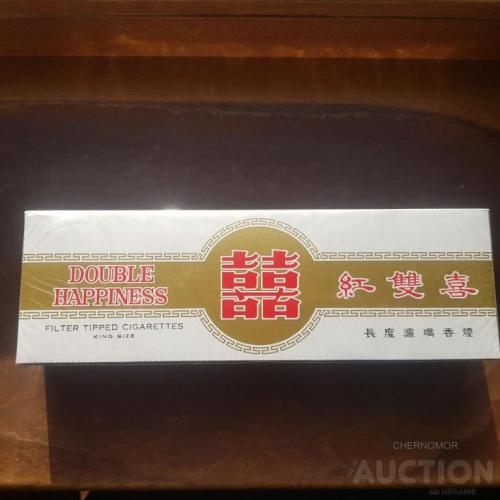 DOUBLE
HAPPINESS
FILTER TIPPED CIGARETTES
KING SIZE
囍
紅雙喜
長度濾嘴香煙
CHERNOMOR
AUCTION
UKRAINE